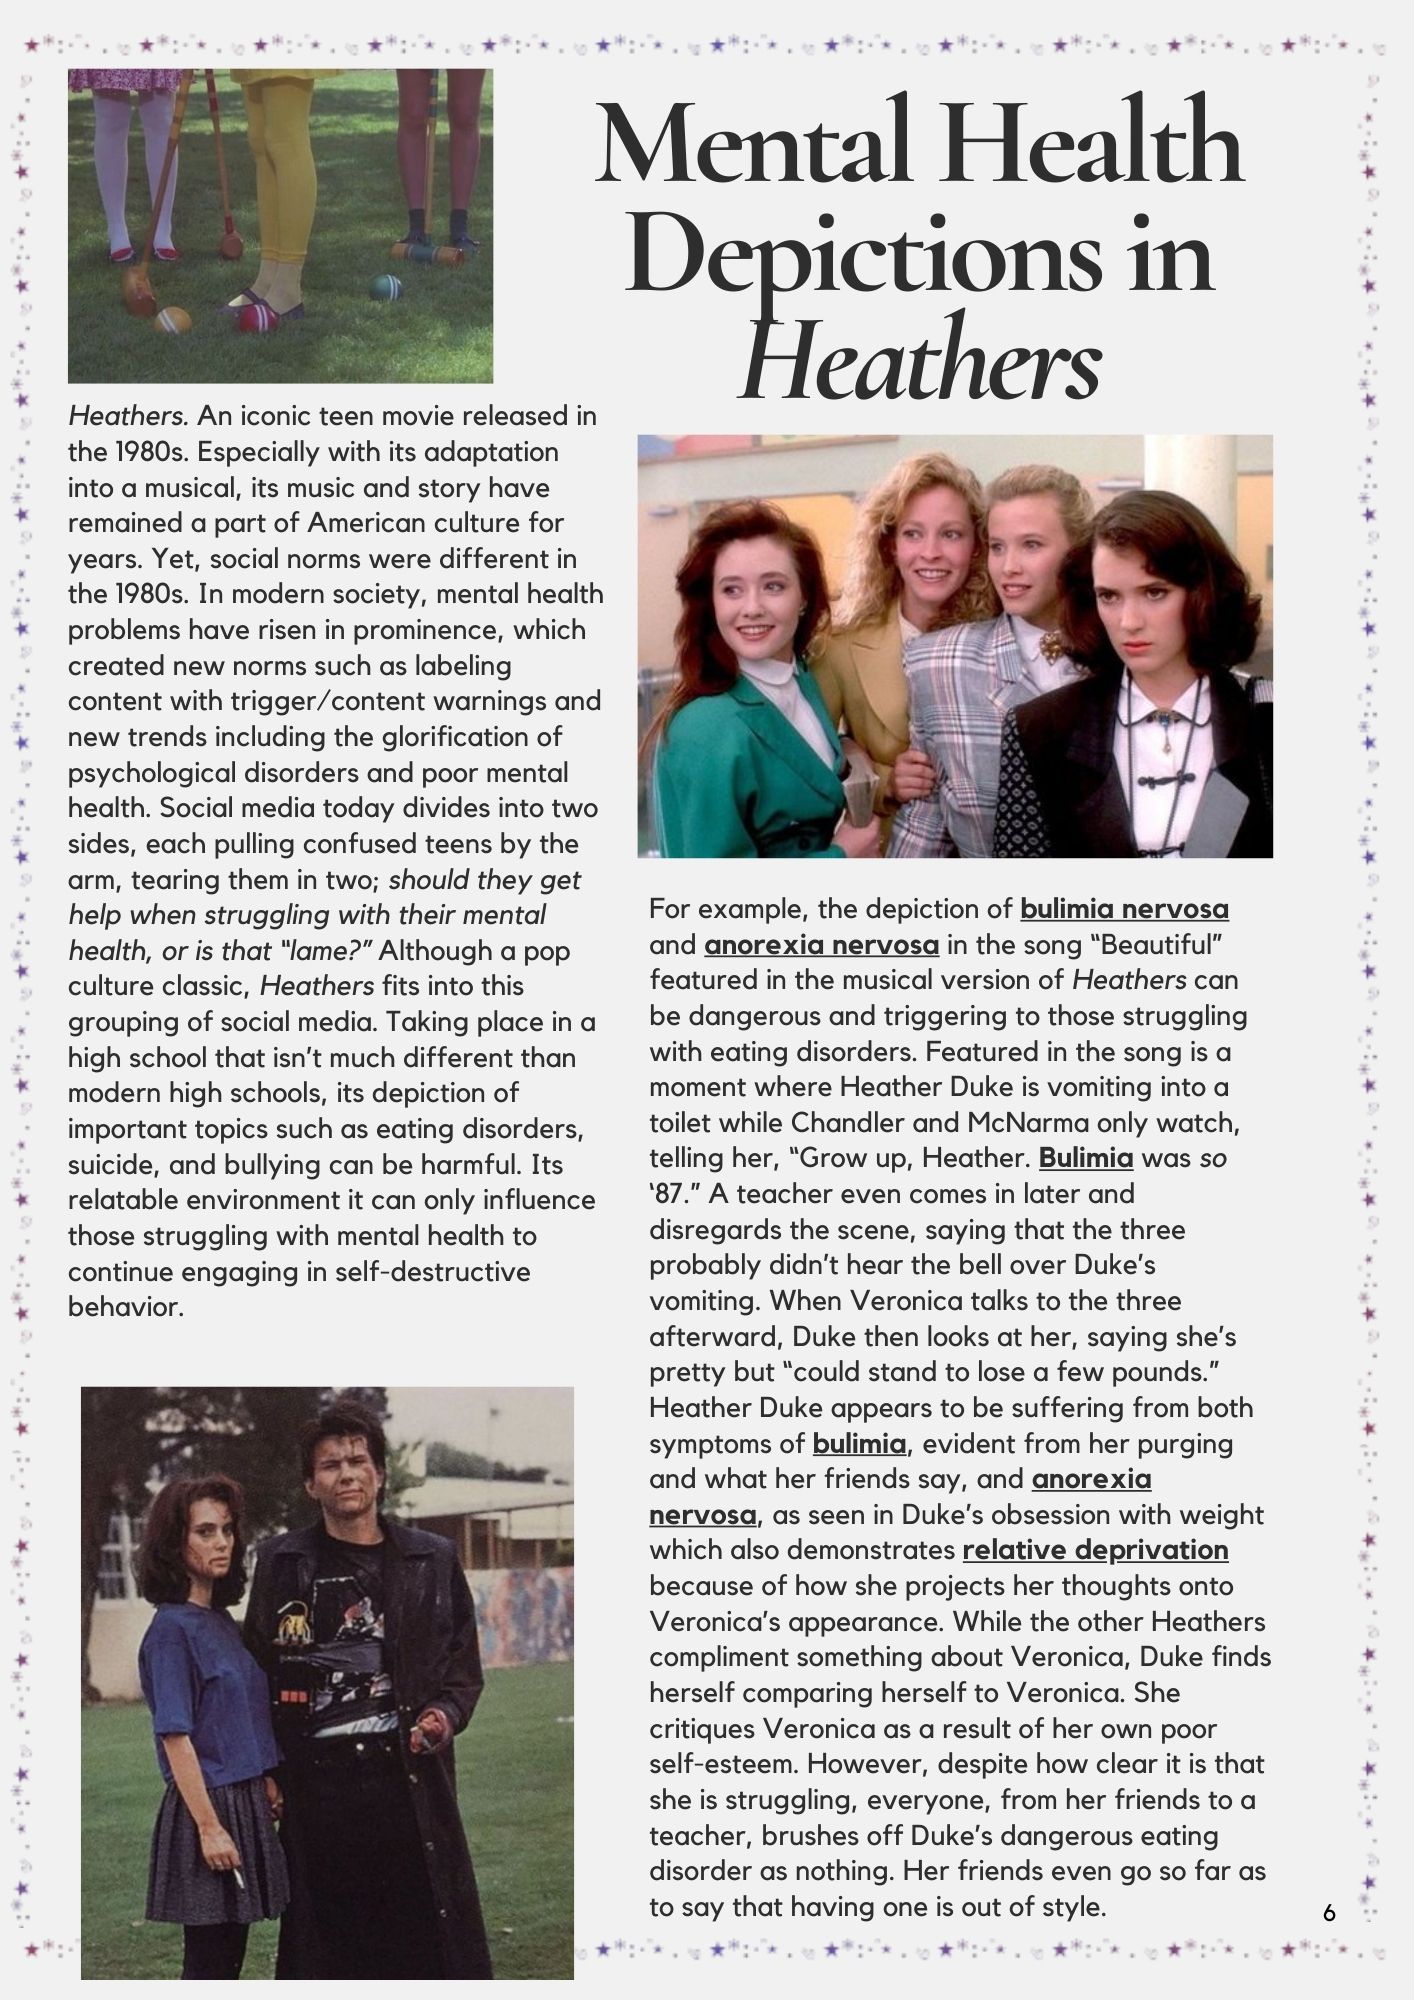 Mental Health
Depictions in
Heathers
Heathers. An iconic teen movie released in
the 1980s. Especially with its adaptation
into a musical, its music and story have
remained a part of American culture for
years. Yet, social norms were different in
the 1980s. In modern society, mental health
problems have risen in prominence, which
created new norms such as labeling
content with trigger/content warnings and
new trends including the glorification of
psychological disorders and poor mental
health. Social media today divides into two
sides, each pulling confused teens by the
arm, tearing them in two; should they get
help when struggling with their mental
health, or is that “lame?” Although a pop
culture classic, Heathers fits into this
grouping of social media. Taking place in a
high school that isn’t much different than
modern high schools, its depiction of
important topics such as eating disorders,
suicide, and bullying can be harmful. Its
relatable environment it can only influence
those struggling with mental health to
continue engaging in self-destructive
behavior.
For example, the depiction of bulimia nervosa
and anorexia nervosa in the song “Beautiful”
featured in the musical version of Heathers can
be dangerous and triggering to those struggling
with eating disorders. Featured in the song is a
moment where Heather Duke is vomiting into a
toilet while Chandler and McNarma only watch,
telling her, “Grow up, Heather. Bulimia was so
‘87.” A teacher even comes in later and
disregards the scene, saying that the three
probably didn’t hear the bell over Duke’s
vomiting. When Veronica talks to the three
afterward, Duke then looks at her, saying she’s
pretty but “could stand to lose a few pounds.”
Heather Duke appears to be suffering from both
symptoms of bulimia, evident from her purging
and what her friends say, and anorexia
nervosa, as seen in Duke’s obsession with weight
which also demonstrates relative deprivation
because of how she projects her thoughts onto
Veronica’s appearance. While the other Heathers
compliment something about Veronica, Duke finds
herself comparing herself to Veronica. She
critiques Veronica as a result of her own poor
self-esteem. However, despite how clear it is that
she is struggling, everyone, from her friends to a
teacher, brushes off Duke’s dangerous eating
disorder as nothing. Her friends even go so far as
to say that having one is out of style.
6